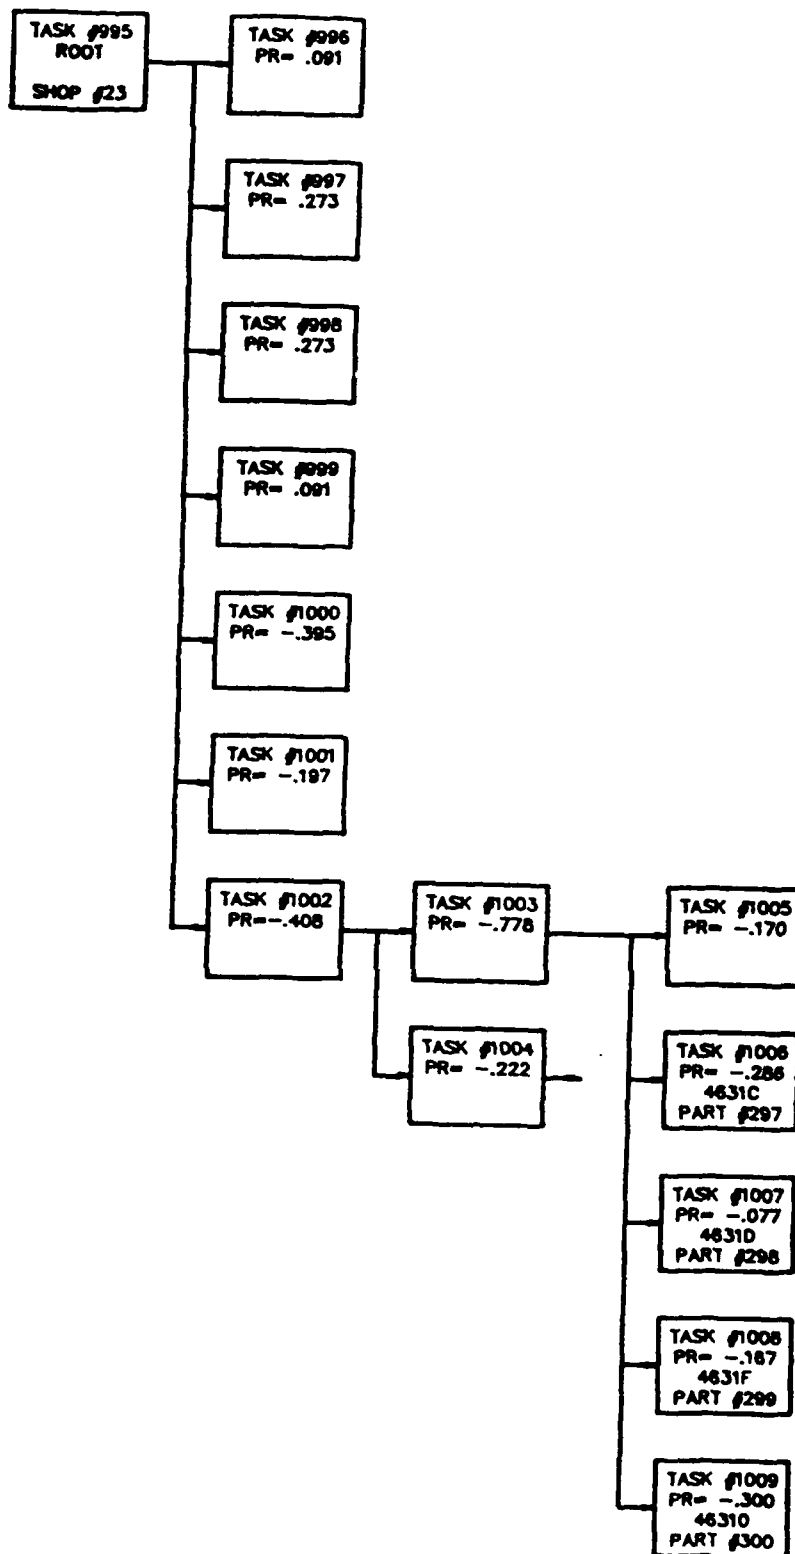 TASK #995
ROOT
SHOP #23
TASK #996
PR= .091
TASK #997
PR= .273
TASK #998
PR= .273
TASK #999
PR= .091
TASK #1000
PR= -.395
TASK #1001
PR= -.197
TASK #1002
PR=-.408
TASK #1003
PR= -.778
TASK #1004
PR= -.222
TASK #1005
PR= -.170
TASK #1006
PR= -.286
4631C
PART #297
TASK #1007
PR= -.077
4631D
PART #298
TASK #1008
PR= -.167
4631F
PART #299
TASK #1009
PR= -.300
46310
PART #300